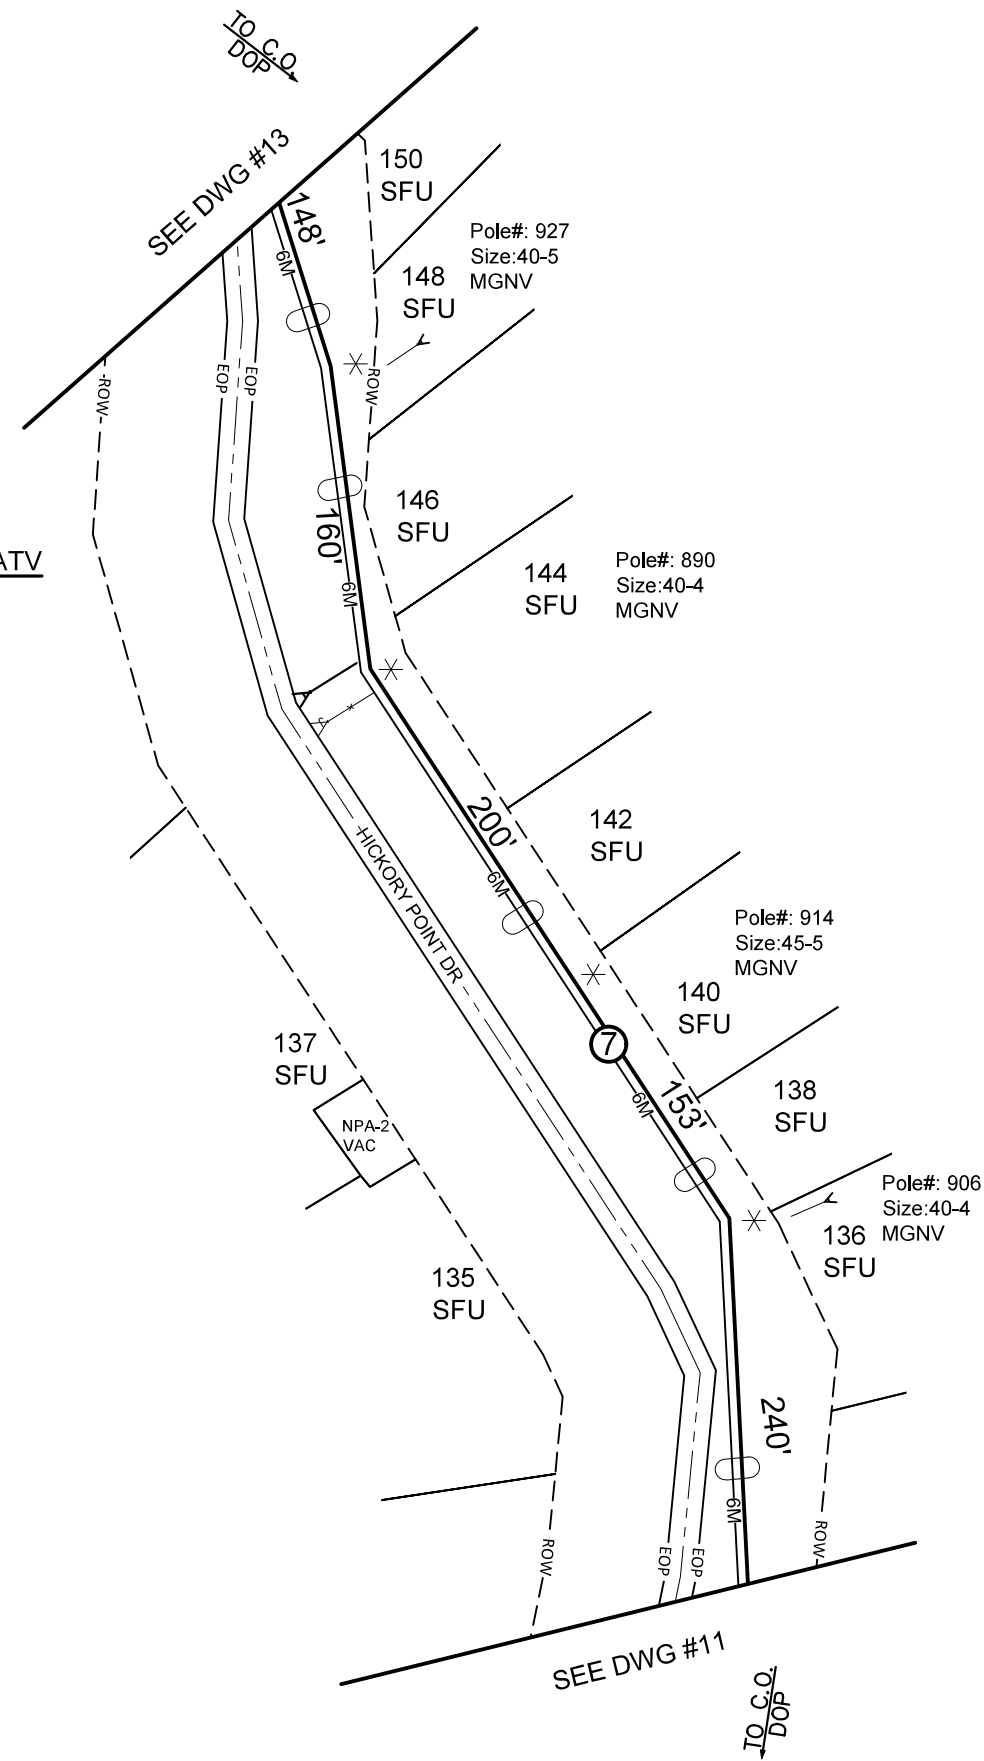 TO C.O.
DOP
SEE DWG #13
150
SFU
148'
6M
Pole#: 927
Size:40-5
MGNV
148
SFU
ROW
EOP
EOP
ROW
146
SFU
160'
ATV
144
SFU
Pole#: 890
Size:40-4
MGNV
6M
200'
142
SFU
HICKORY POINT DR
6M
Pole#: 914
Size:45-5
MGNV
140
SFU
7
137
SFU
153'
6M
138
SFU
NPA-2
VAC
Pole#: 906
Size:40-4
MGNV
136
SFU
135
SFU
240'
6M
ROW
EOP
EOP
ROW
SEE DWG #11
TO C.O.
DOP